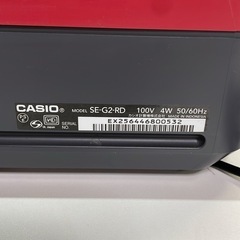 CASIO MODEL SE-G2-RD 100V 4W 50/60Hz
カシオ計算機株式会社 MADE IN INDONESIA
SERIAL No. EX256446800532